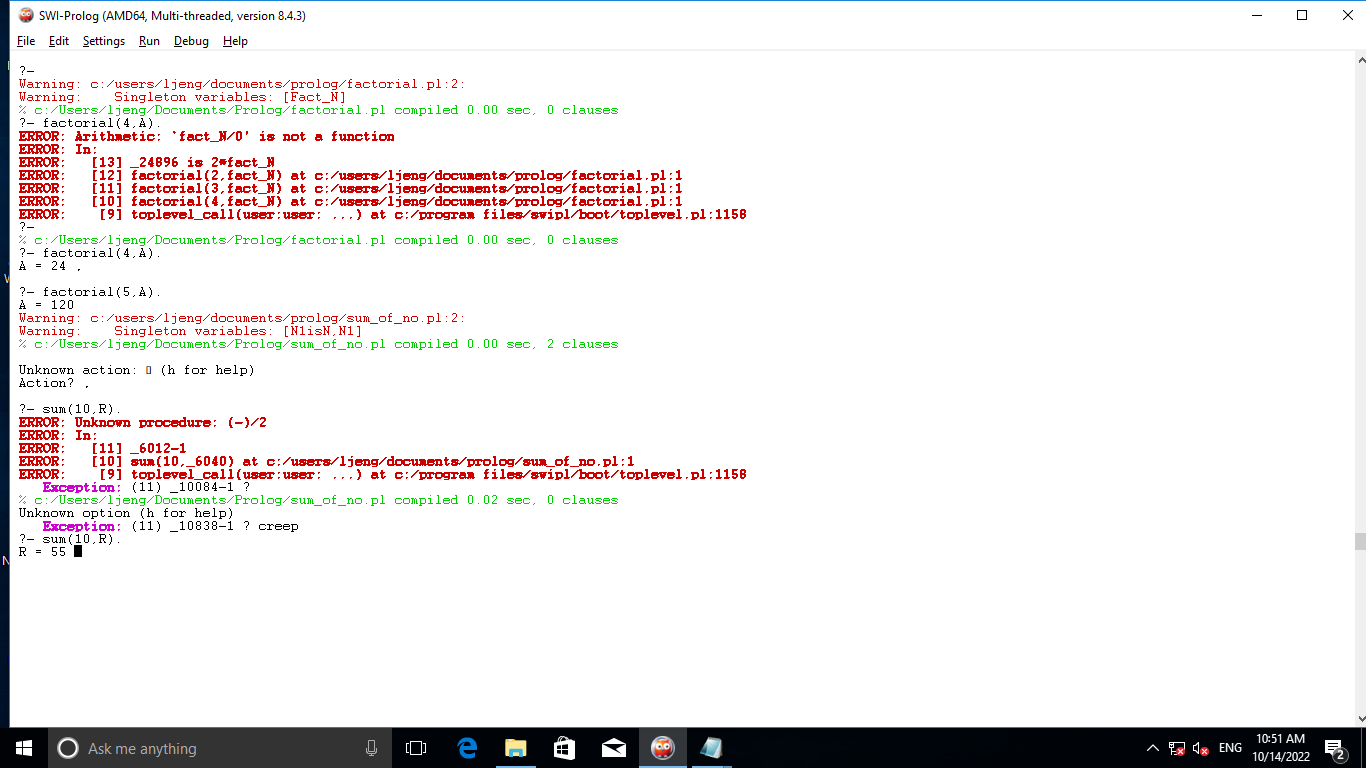 SWI-Prolog (AMD64, Multi-threaded, version 8.4.3)
File Edit Settings Run Debug Help
?-
Warning: c:/users/ljeng/documents/prolog/factorial.pl:2:
Warning:    Singleton variables: [Fact_N]
% c:/Users/ljeng/Documents/Prolog/factorial.pl compiled 0.00 sec, 0 clauses
?- factorial(4,A).
ERROR: Arithmetic: `fact_N/0' is not a function
ERROR: In:
ERROR:   [13] _24896 is 2*fact_N
ERROR:   [12] factorial(2,fact_N) at c:/users/ljeng/documents/prolog/factorial.pl:1
ERROR:   [11] factorial(3,fact_N) at c:/users/ljeng/documents/prolog/factorial.pl:1
ERROR:   [10] factorial(4,fact_N) at c:/users/ljeng/documents/prolog/factorial.pl:1
ERROR:    [9] toplevel_call(user:user: ...) at c:/program files/swipl/boot/toplevel.pl:1158
?-
% c:/Users/ljeng/Documents/Prolog/factorial.pl compiled 0.00 sec, 0 clauses
?- factorial(4,A).
A = 24 .
?- factorial(5,A).
A = 120
Warning: c:/users/ljeng/documents/prolog/sum_of_no.pl:2:
Warning:    Singleton variables: [N1isN,N1]
% c:/Users/ljeng/Documents/Prolog/sum_of_no.pl compiled 0.00 sec, 2 clauses
Unknown action: ▯ (h for help)
Action? .
?- sum(10,R).
ERROR: Unknown procedure: (-)/2
ERROR: In:
ERROR:   [11] _6012-1
ERROR:   [10] sum(10,_6040) at c:/users/ljeng/documents/prolog/sum_of_no.pl:1
ERROR:    [9] toplevel_call(user:user: ...) at c:/program files/swipl/boot/toplevel.pl:1158
   Exception: (11) _10084-1 ?
% c:/Users/ljeng/Documents/Prolog/sum_of_no.pl compiled 0.02 sec, 0 clauses
Unknown option (h for help)
   Exception: (11) _10838-1 ? creep
?- sum(10,R).
R = 55
Ask me anything
ENG
10:51 AM
10/14/2022
2